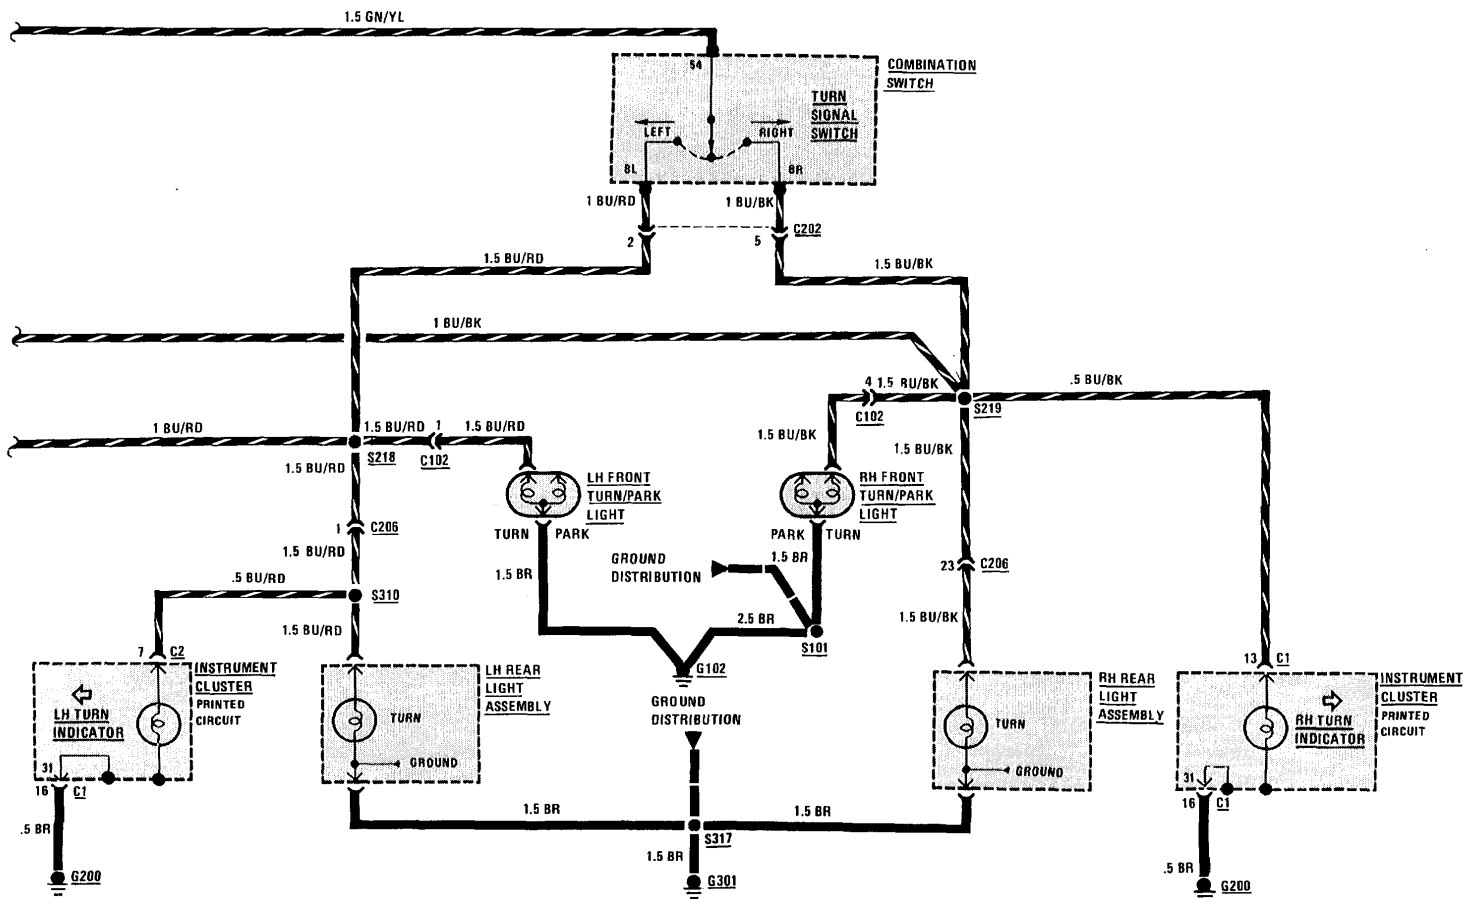 1.5 GN/YL
54
COMBINATION
SWITCH
TURN
SIGNAL
SWITCH
LEFT
RIGHT
BL
BR
1 BU/RD
1 BU/BK
2
5
C202
1.5 BU/RD
1.5 BU/BK
1 BU/BK
4
1.5 BU/BK
.5 BU/BK
C102
S219
1 BU/RD
1.5 BU/RD
1
1.5 BU/RD
1.5 BU/BK
1.5 BU/BK
S218
C102
1.5 BU/RD
LH FRONT
TURN/PARK
LIGHT
RH FRONT
TURN/PARK
LIGHT
1
C206
TURN
PARK
PARK
TURN
1.5 BU/RD
GROUND
DISTRIBUTION
1.5 BR
1.5 BR
23
C206
.5 BU/RD
S310
2.5 BR
1.5 BU/BK
1.5 BU/RD
S101
7
C2
G102
13
C1
INSTRUMENT
CLUSTER
PRINTED
CIRCUIT
LH REAR
LIGHT
ASSEMBLY
GROUND
DISTRIBUTION
RH REAR
LIGHT
ASSEMBLY
INSTRUMENT
CLUSTER
PRINTED
CIRCUIT
LH TURN
INDICATOR
TURN
TURN
RH TURN
INDICATOR
GROUND
GROUND
31
31
16
C1
16
C1
1.5 BR
1.5 BR
.5 BR
S317
1.5 BR
.5 BR
G200
G301
G200